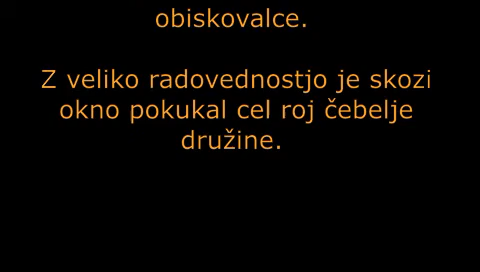 obiskovalce.
Z veliko radovednostjo je skozi
okno pokukal cel roj čebelje
družine.